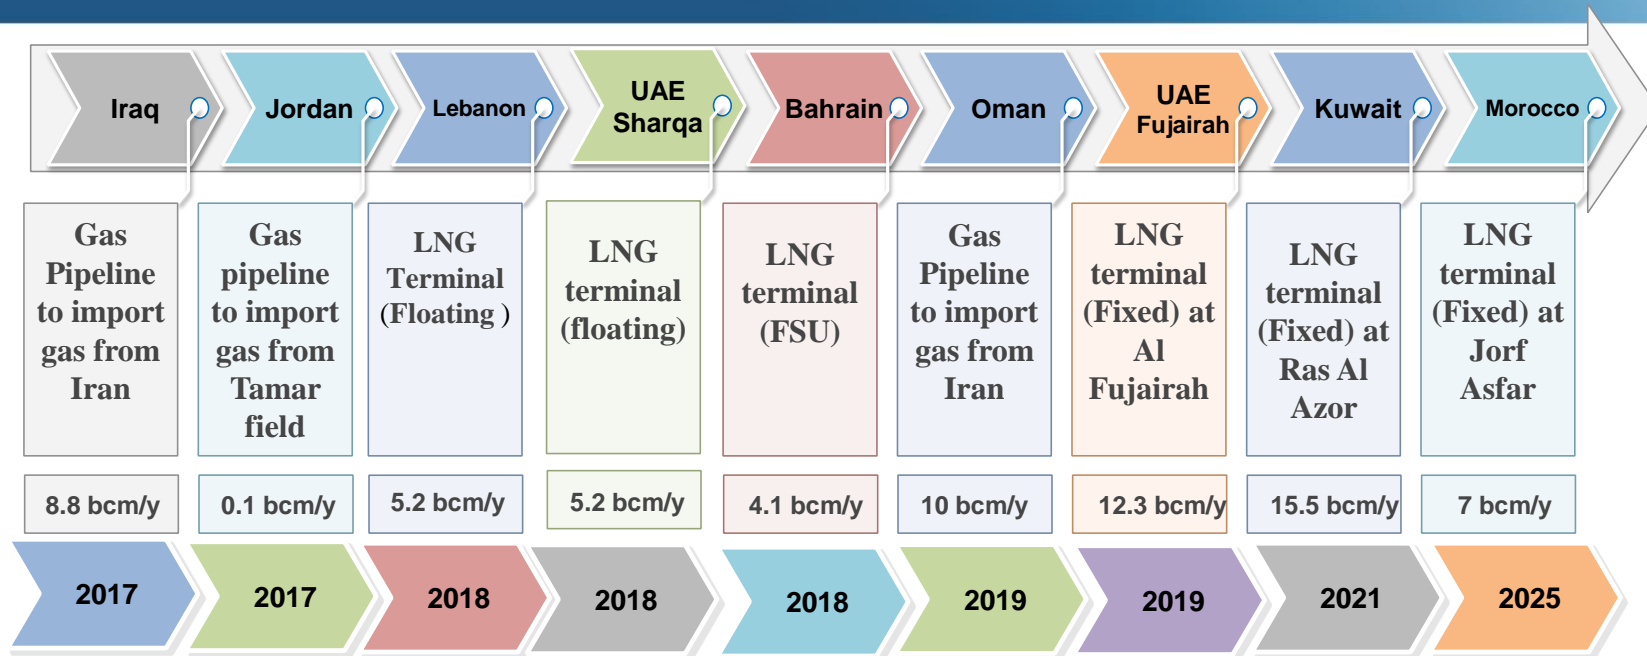 Iraq
Jordan
Lebanon
UAE
Sharqa
Bahrain
Oman
UAE
Fujairah
Kuwait
Morocco
Gas
Pipeline
to import
gas from
Iran
Gas
pipeline
to import
gas from
Tamar
field
LNG
Terminal
(Floating )
LNG
terminal
(floating)
LNG
terminal
(FSU)
Gas
Pipeline
to import
gas from
Iran
LNG
terminal
(Fixed) at
Al
Fujairah
LNG
terminal
(Fixed) at
Ras Al
Azor
LNG
terminal
(Fixed) at
Jorf
Asfar
8.8 bcm/y
0.1 bcm/y
5.2 bcm/y
5.2 bcm/y
4.1 bcm/y
10 bcm/y
12.3 bcm/y
15.5 bcm/y
7 bcm/y
2017
2017
2018
2018
2018
2019
2019
2021
2025